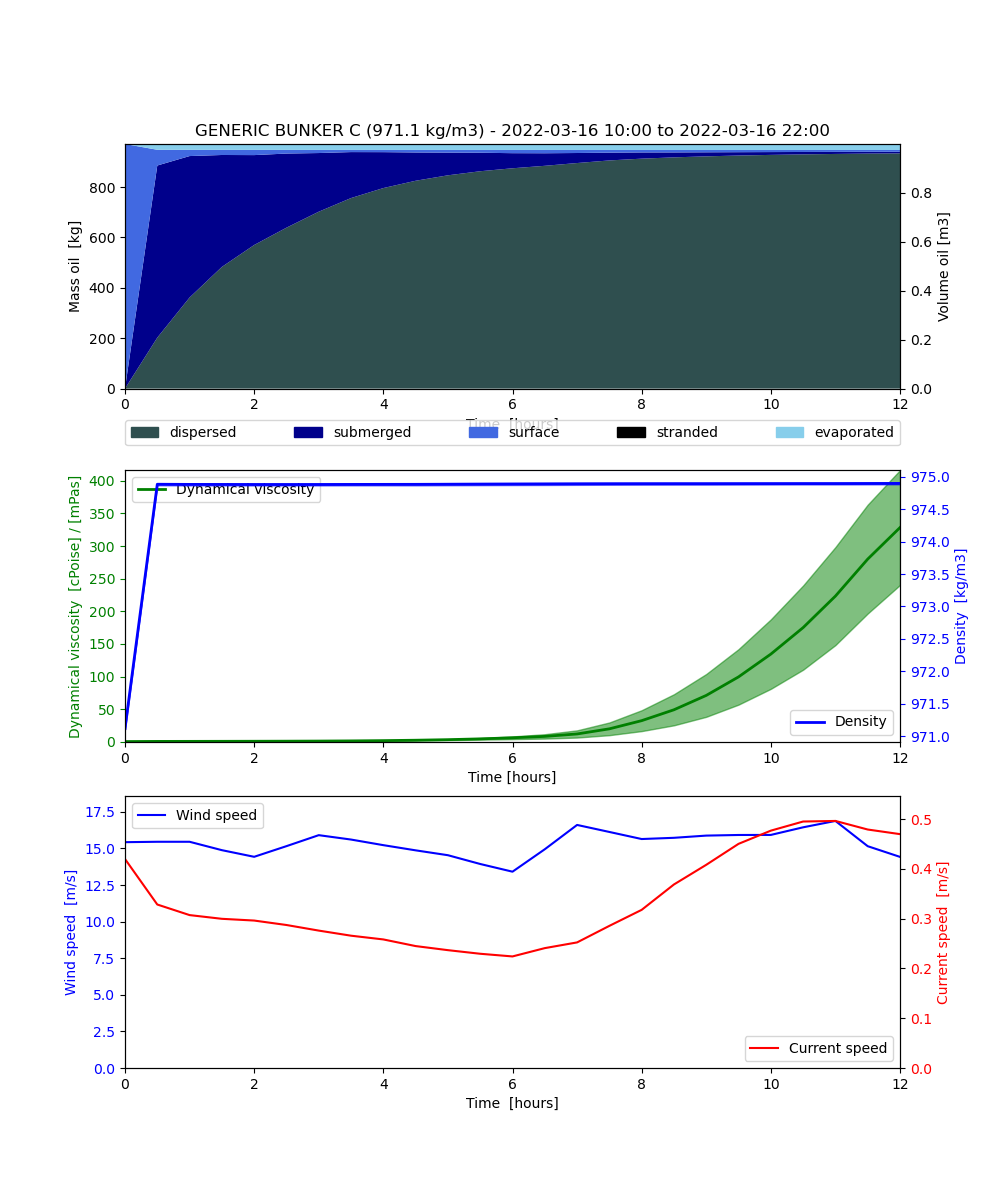 GENERIC BUNKER C (971.1 kg/m3) - 2022-03-16 10:00 to 2022-03-16 22:00
Mass oil [kg]
800
600
400
200
0
0.8
0.6
0.4
0.2
0.0
Volume oil [m3]
0 2 4 6 8 10 12
Time [hours]
dispersed submerged surface stranded evaporated
Dynamical viscosity [cPoise] / [mPas]
400
350
300
250
200
150
100
50
0
Dynamical viscosity
975.0
974.5
974.0
973.5
973.0
972.5
972.0
971.5
971.0
Density [kg/m3]
Density
0 2 4 6 8 10 12
Time [hours]
Wind speed [m/s]
17.5
15.0
12.5
10.0
7.5
5.0
2.5
0.0
Wind speed
0.5
0.4
0.3
0.2
0.1
0.0
Current speed [m/s]
Current speed
0 2 4 6 8 10 12
Time [hours]